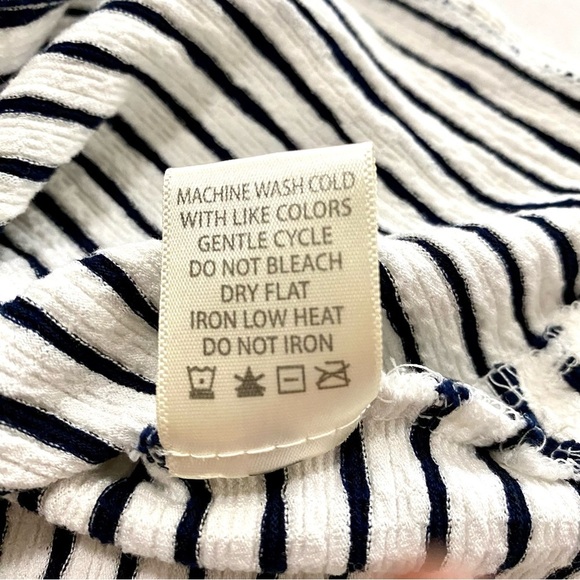 MACHINE WASH COLD
WITH LIKE COLORS
GENTLE CYCLE
DO NOT BLEACH
DRY FLAT
IRON LOW HEAT
DO NOT IRON